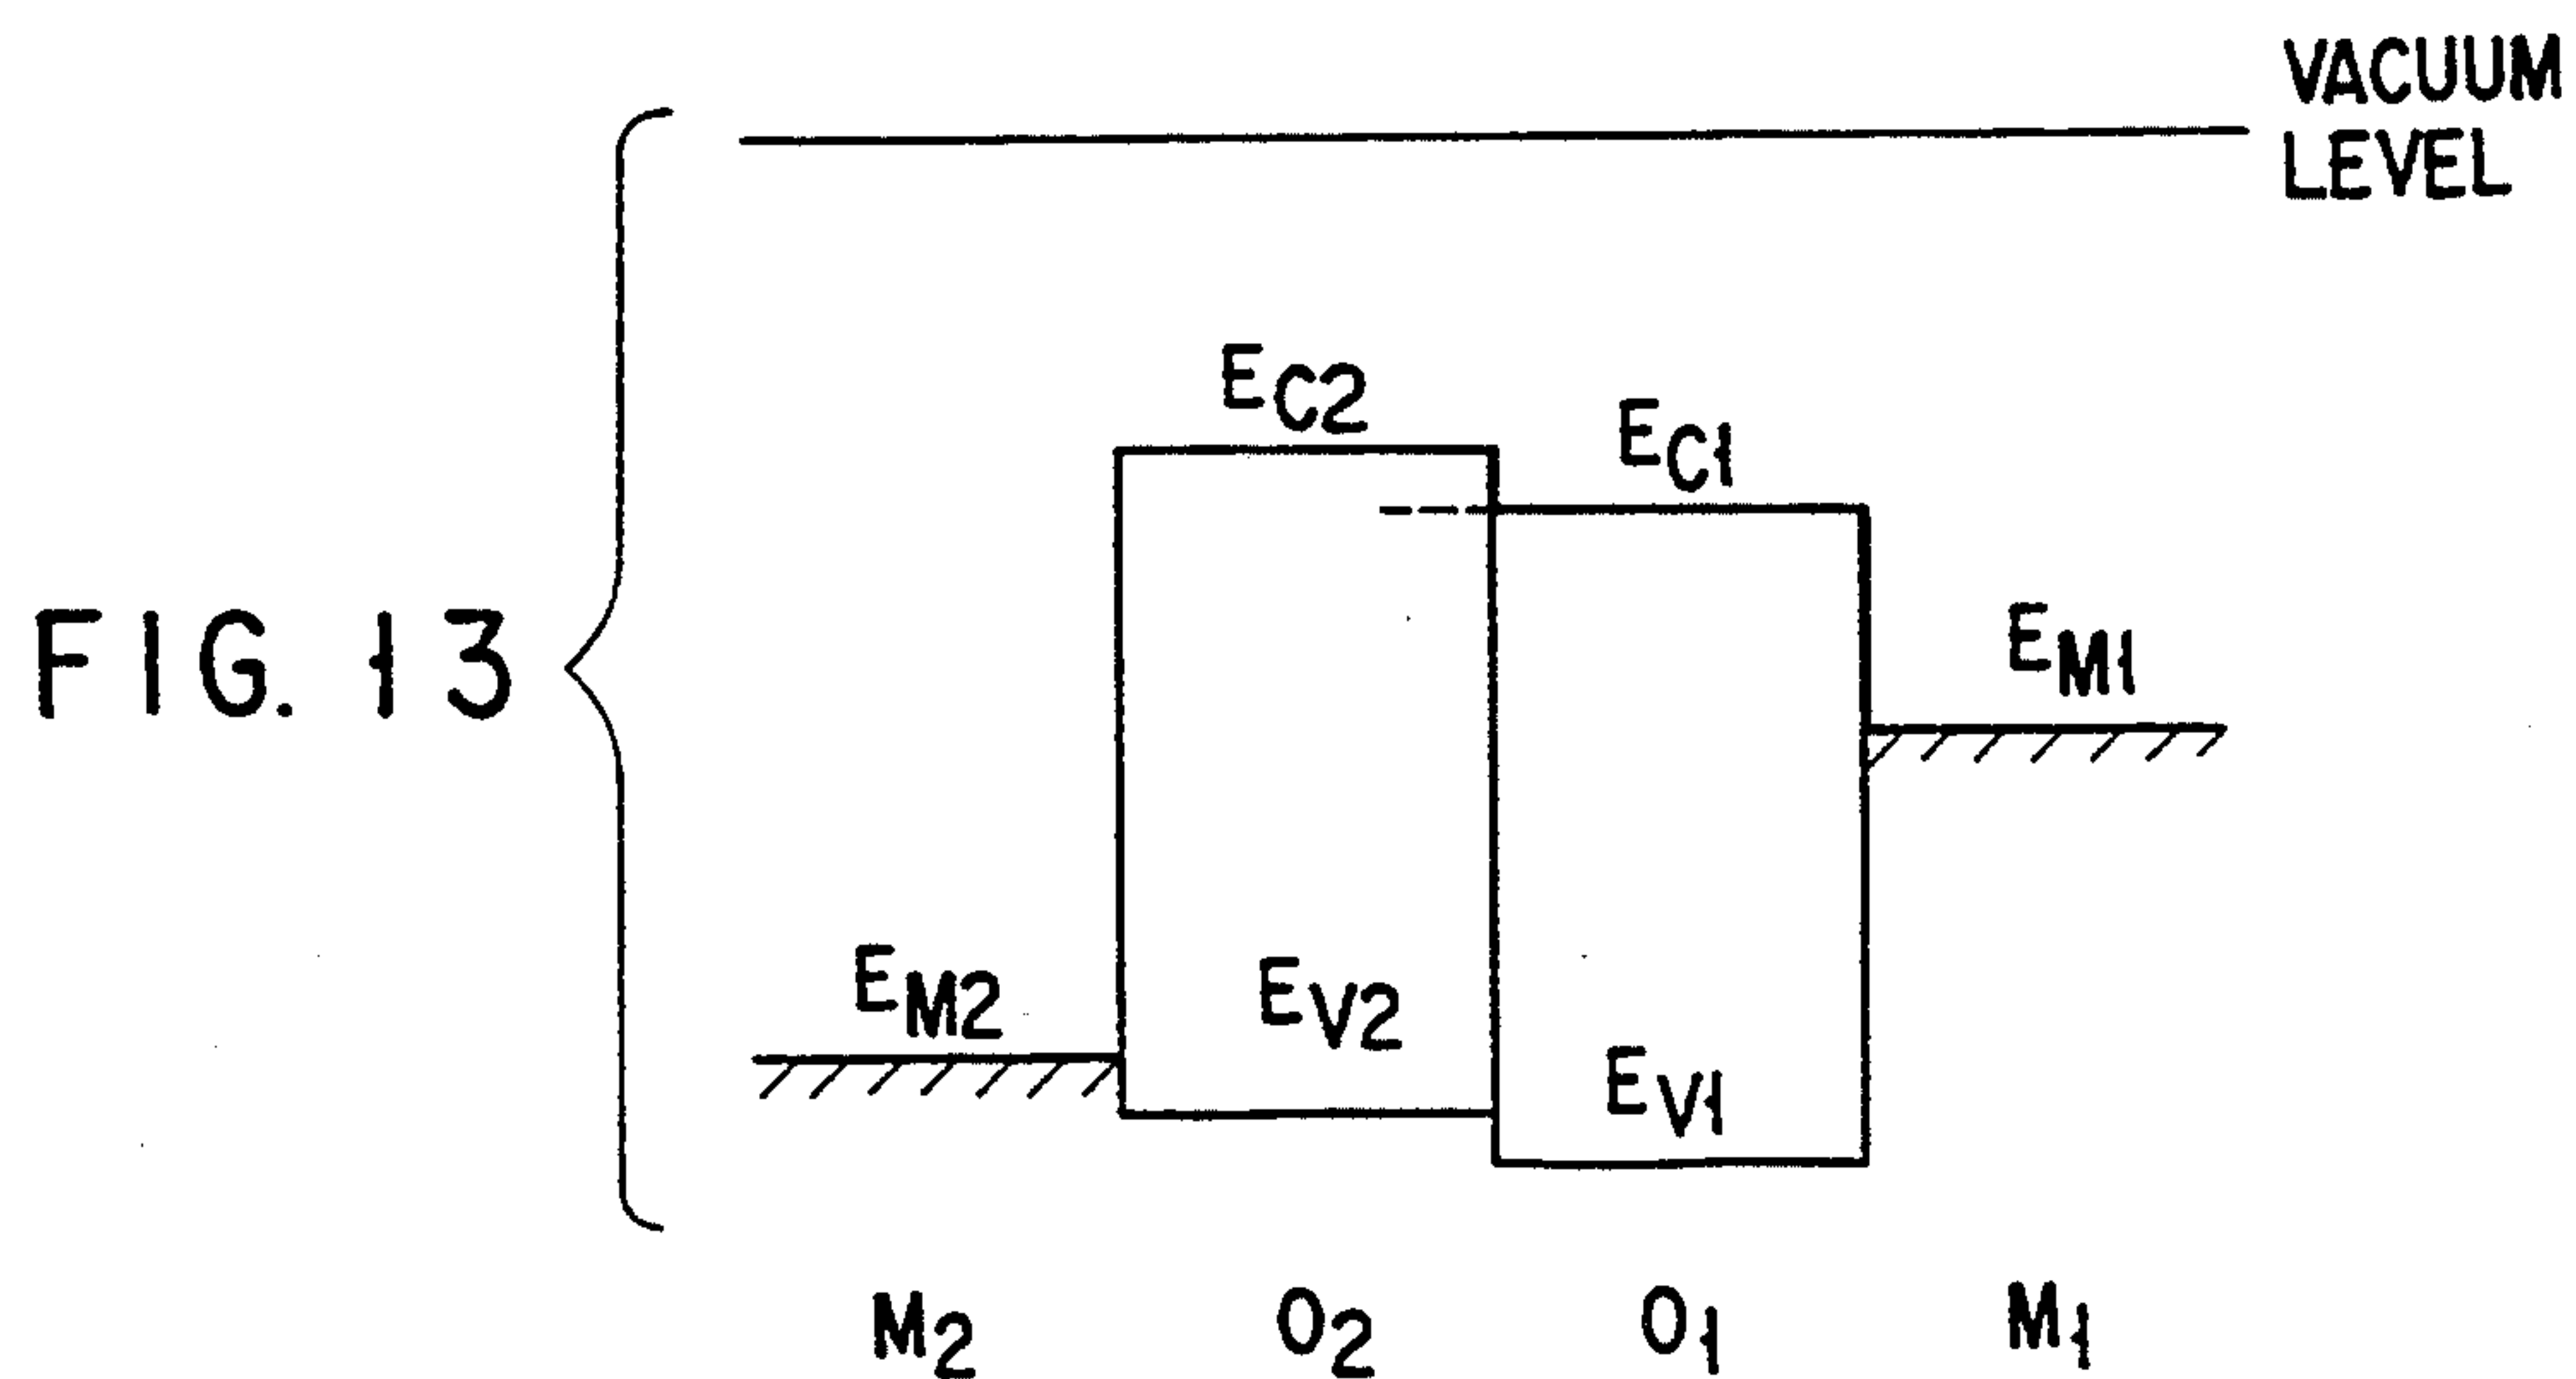 VACUUM
LEVEL
EC2
EC1
FIG. 13
EM1
EM2
EV2
EV1
M2 O2 O1 M1